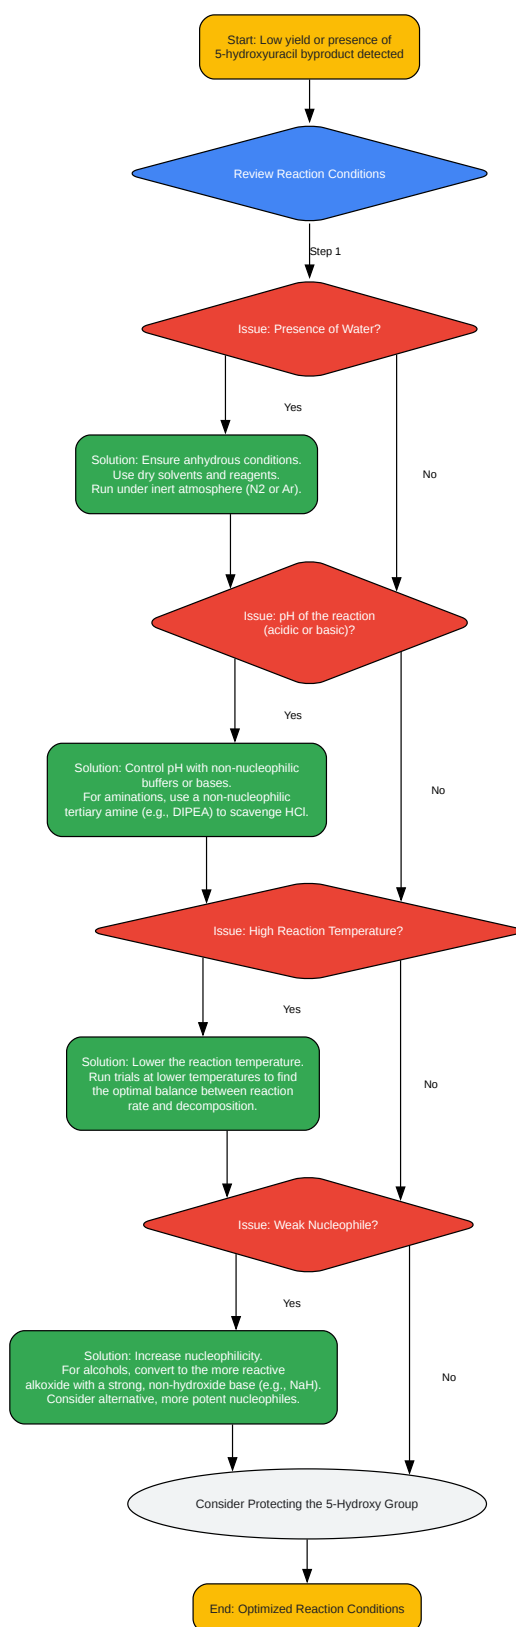 Start: Low yield or presence of
5-hydroxyuracil byproduct detected
Review Reaction Conditions
Step 1
Issue: Presence of Water?
Yes
Solution: Ensure anhydrous conditions.
Use dry solvents and reagents.
Run under inert atmosphere (N2 or Ar).
No
Issue: pH of the reaction
(acidic or basic)?
Yes
Solution: Control pH with non-nucleophilic
buffers or bases.
For aminations, use a non-nucleophilic
tertiary amine (e.g., DIPEA) to scavenge HCl.
No
Issue: High Reaction Temperature?
Yes
Solution: Lower the reaction temperature.
Run trials at lower temperatures to find
the optimal balance between reaction
rate and decomposition.
No
Issue: Weak Nucleophile?
Yes
Solution: Increase nucleophilicity.
For alcohols, convert to the more reactive
alkoxide with a strong, non-hydroxide base (e.g., NaH).
Consider alternative, more potent nucleophiles.
No
Consider Protecting the 5-Hydroxy Group
End: Optimized Reaction Conditions